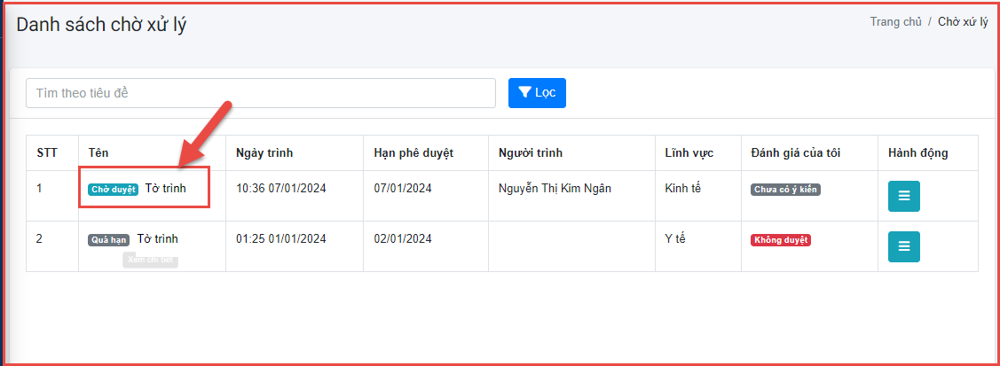 Danh sách chờ xử lý
Trang chủ / Chờ xứ lý
Tìm theo tiêu đề
Lọc
STT Tên Ngày trình Hạn phê duyệt Người trình Lĩnh vực Đánh giá của tôi Hành động
1 Chờ duyệt Tờ trình 10:36 07/01/2024 07/01/2024 Nguyễn Thị Kim Ngân Kinh tế Chưa có ý kiến
2 Quá hạn Tờ trình 01:25 01/01/2024 02/01/2024 Y tế Không duyệt
Xem chi tiết